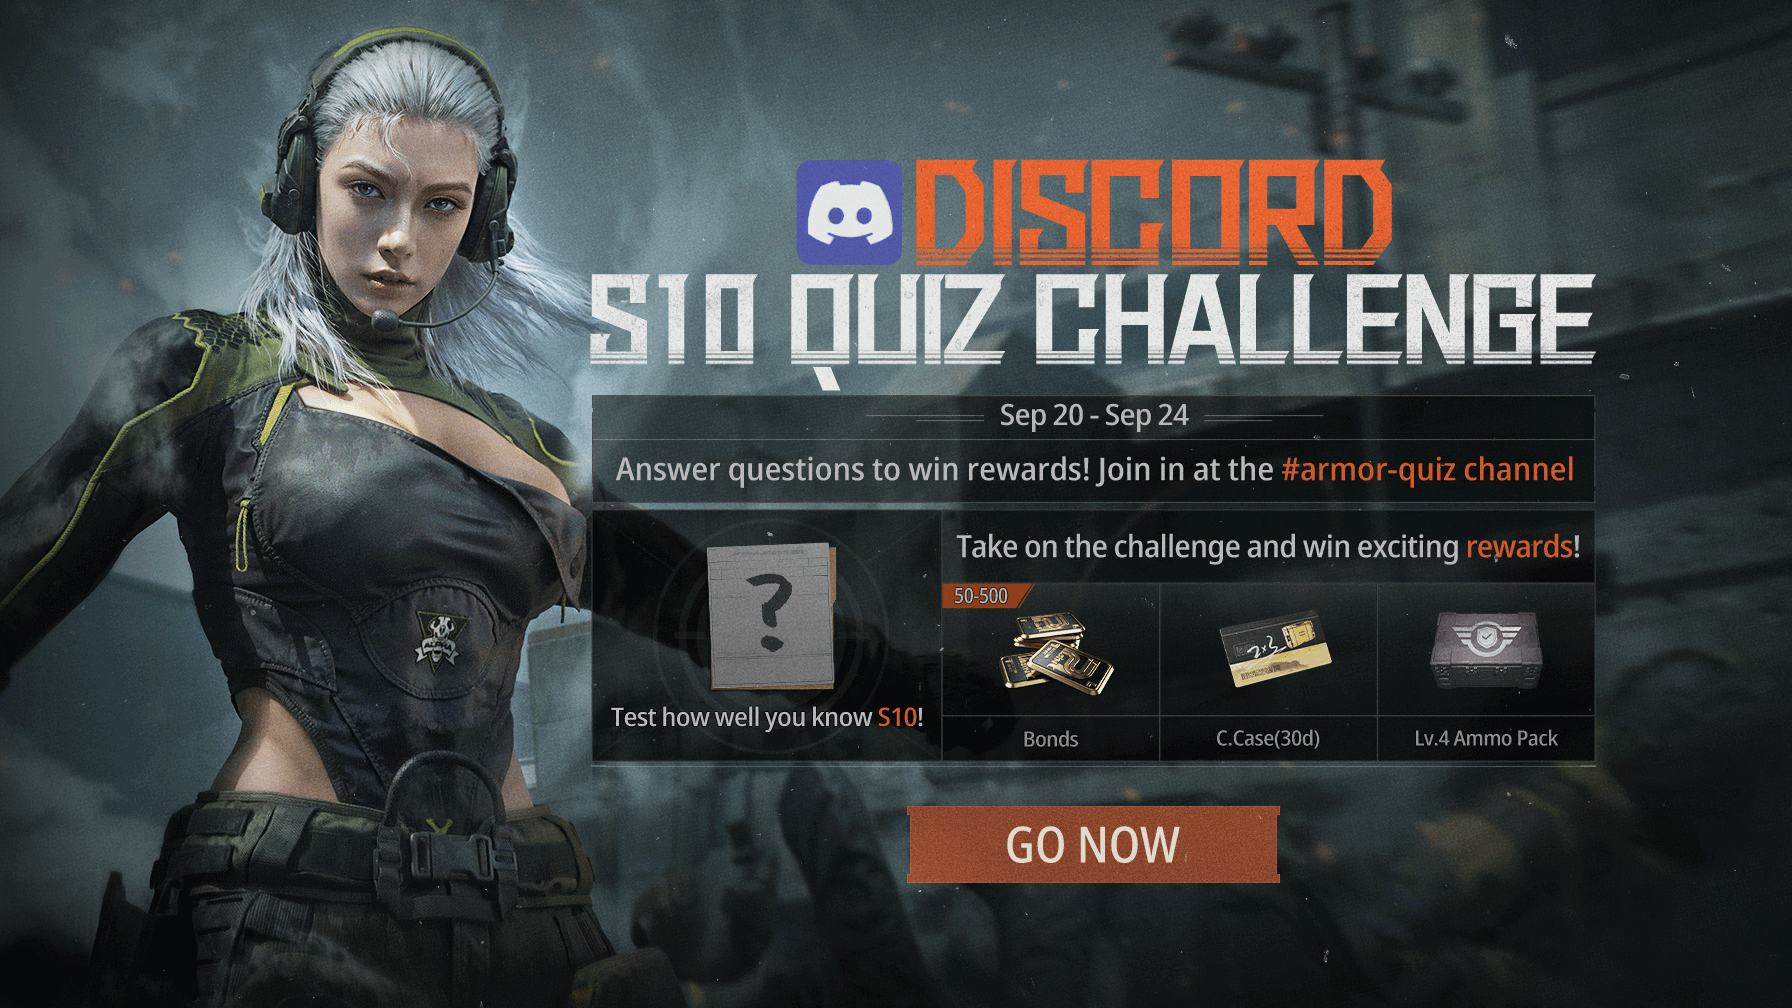 DISCORD
S10 QUIZ CHALLENGE
Sep 20 - Sep 24
Answer questions to win rewards! Join in at the #armor-quiz channel
?
Test how well you know S10!
Take on the challenge and win exciting rewards!
50-500
2x3
Bonds
C.Case(30d)
Lv.4 Ammo Pack
ALPHA
GO NOW